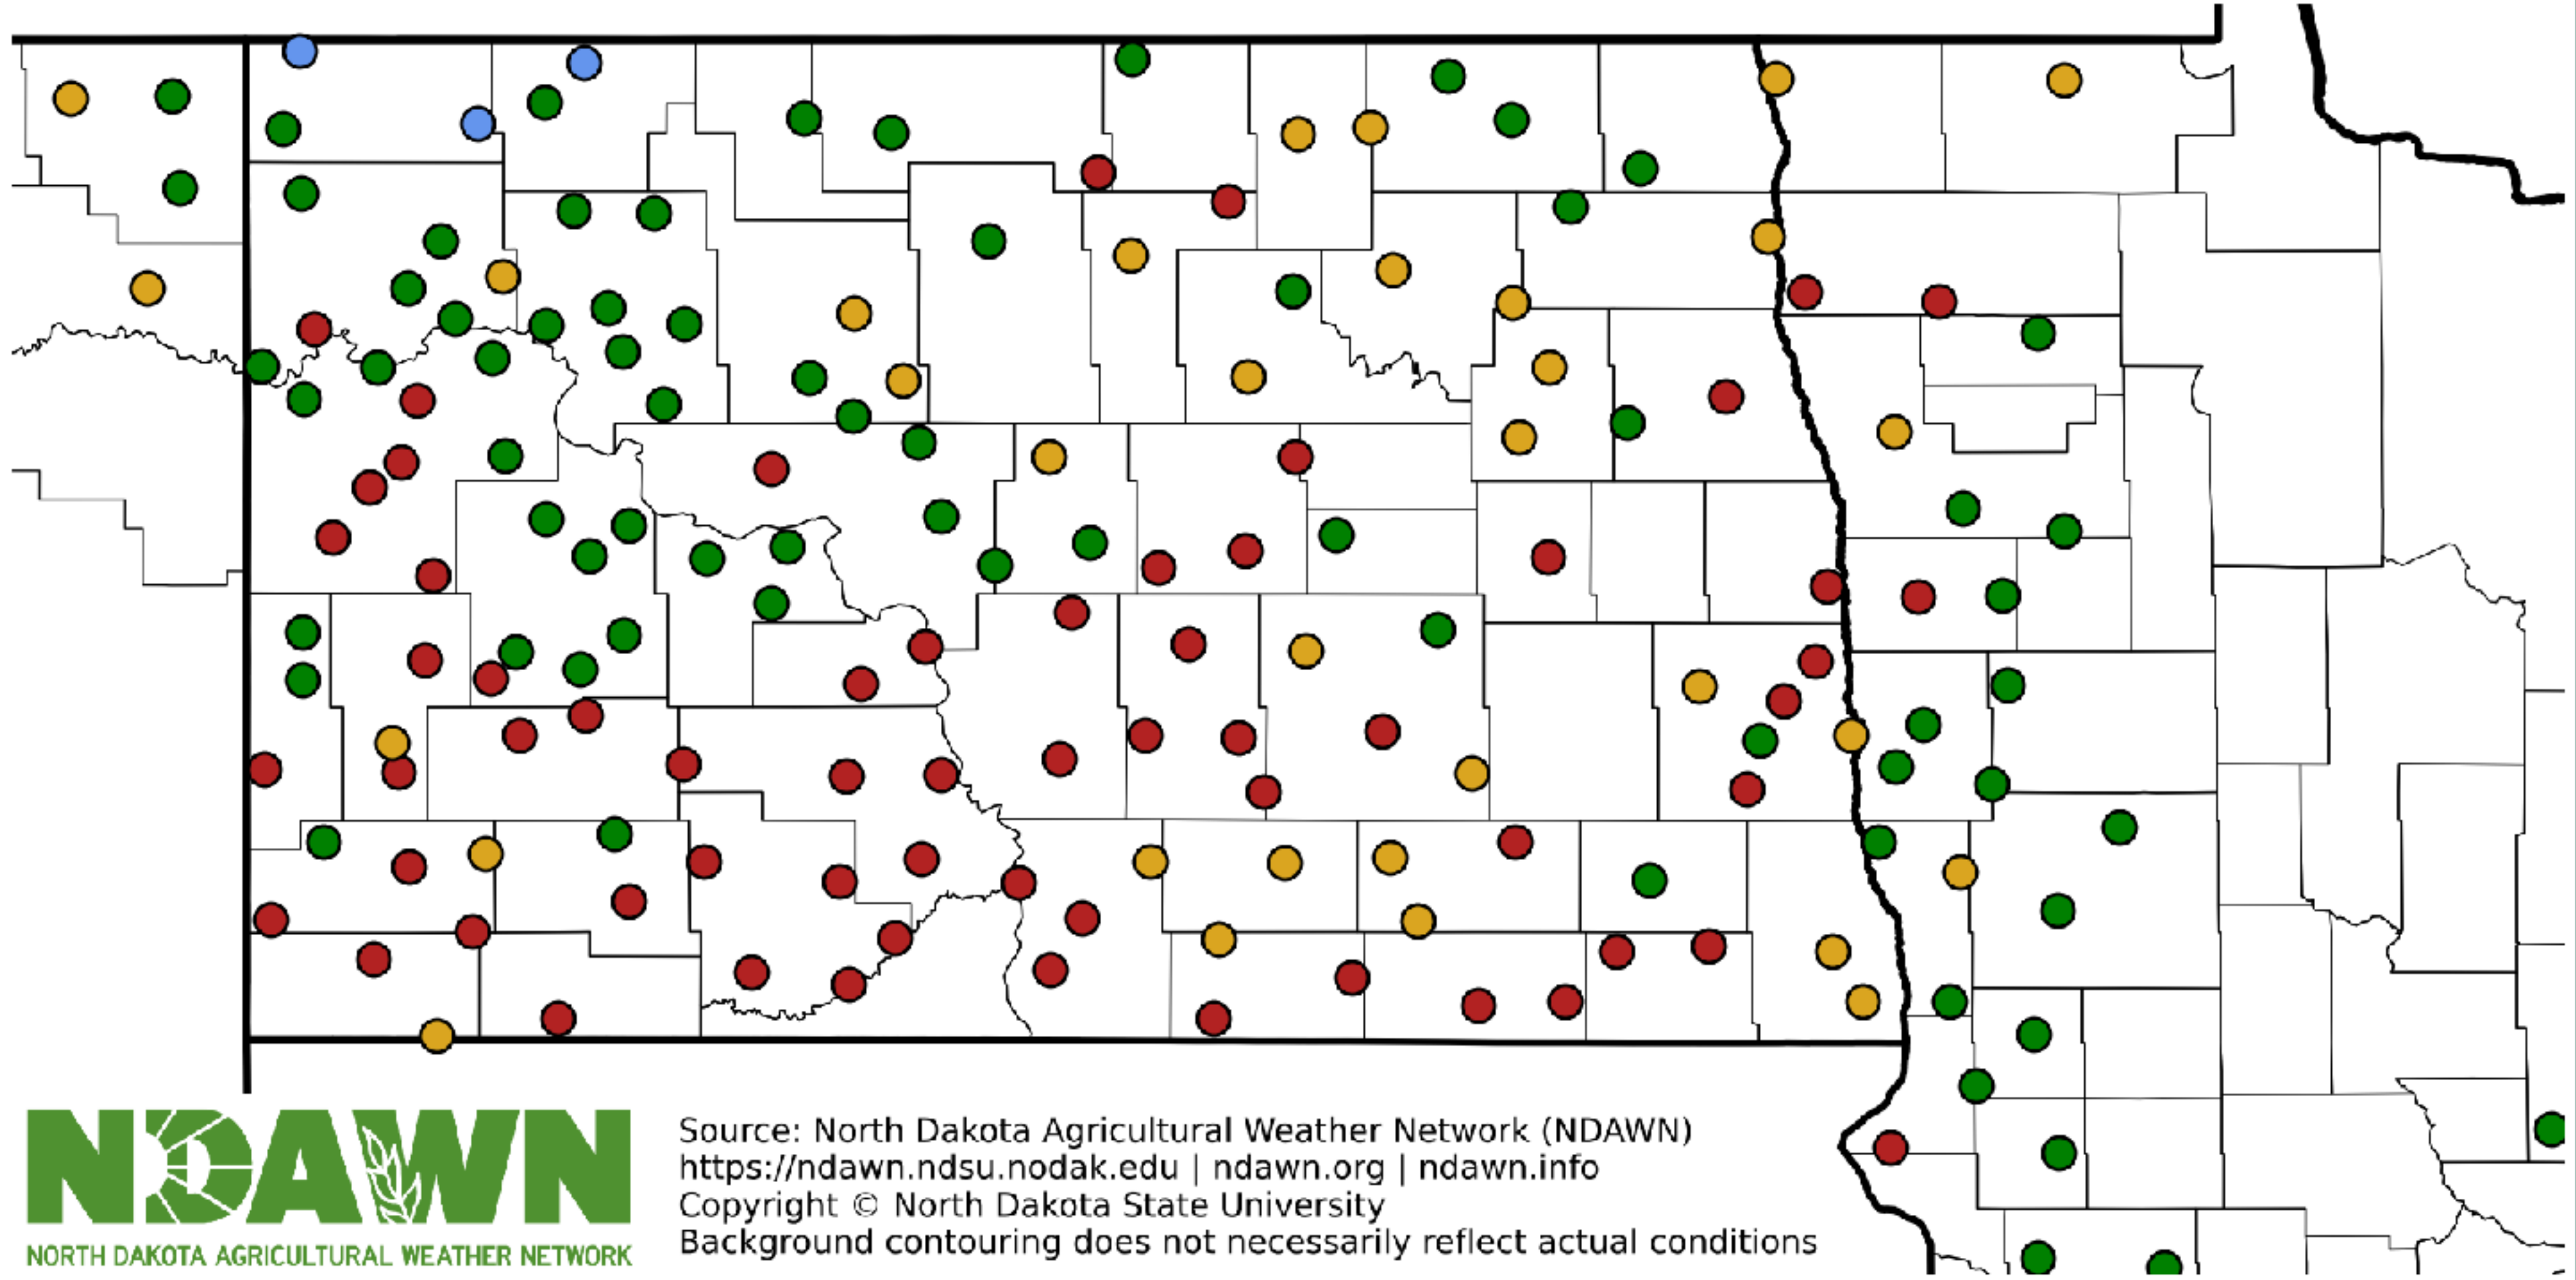 NDAWN
NORTH DAKOTA AGRICULTURAL WEATHER NETWORK
Source: North Dakota Agricultural Weather Network (NDAWN)
https://ndawn.ndsu.nodak.edu | ndawn.org | ndawn.info
Copyright © North Dakota State University
Background contouring does not necessarily reflect actual conditions